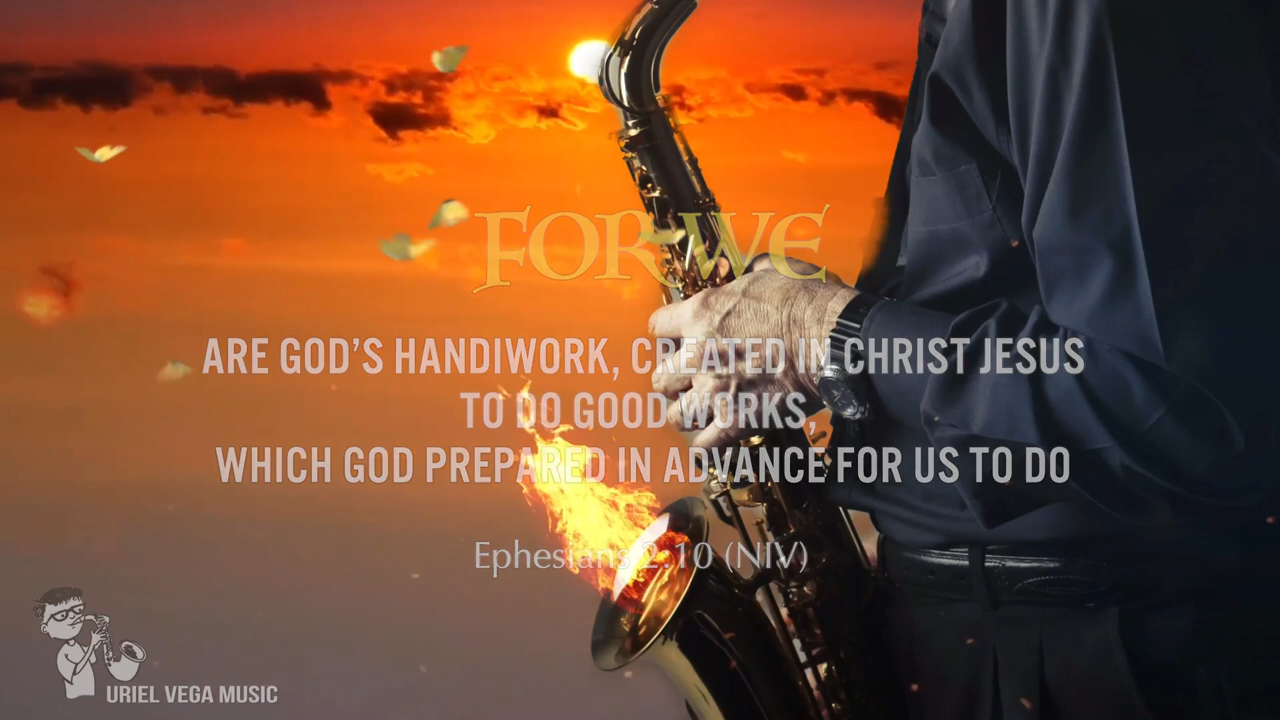 FOR WE
ARE GOD’S HANDIWORK, CREATED IN CHRIST JESUS
TO DO GOOD WORKS,
WHICH GOD PREPARED IN ADVANCE FOR US TO DO
Ephesians 2:10 (NIV)
URIEL VEGA MUSIC